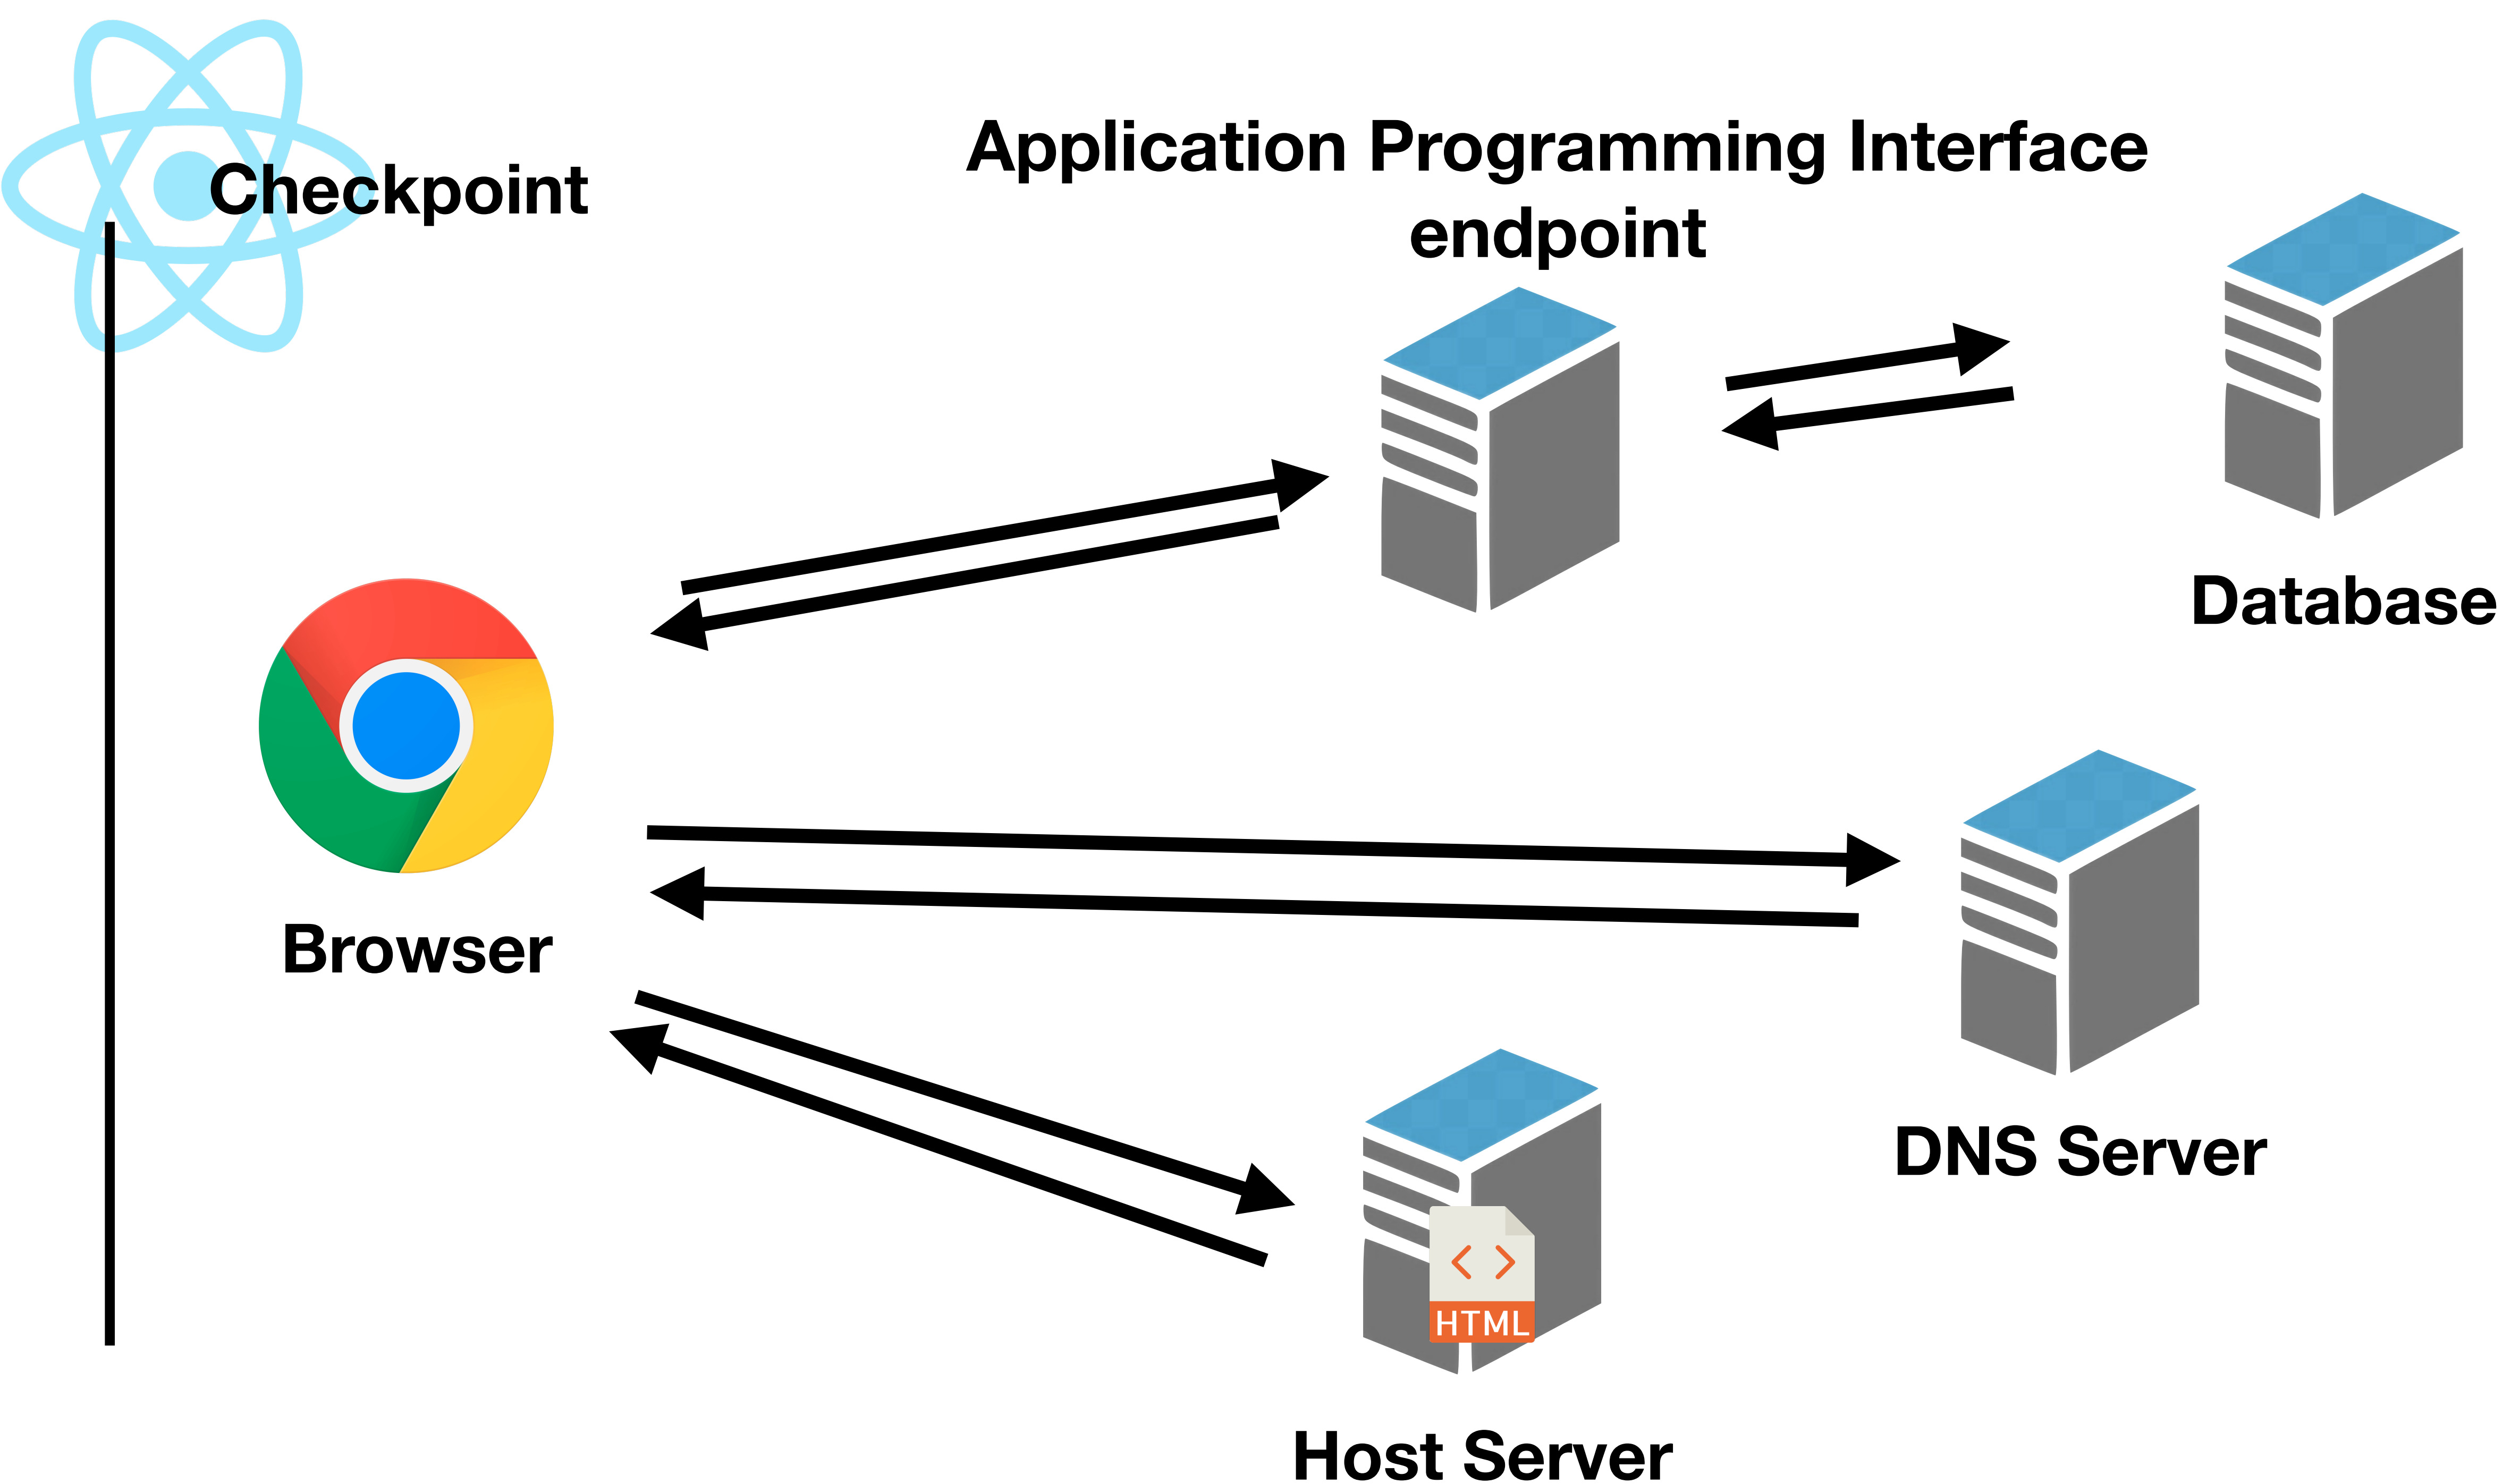 Checkpoint
Application Programming Interface
endpoint
Database
Browser
DNS Server
HTML
Host Server